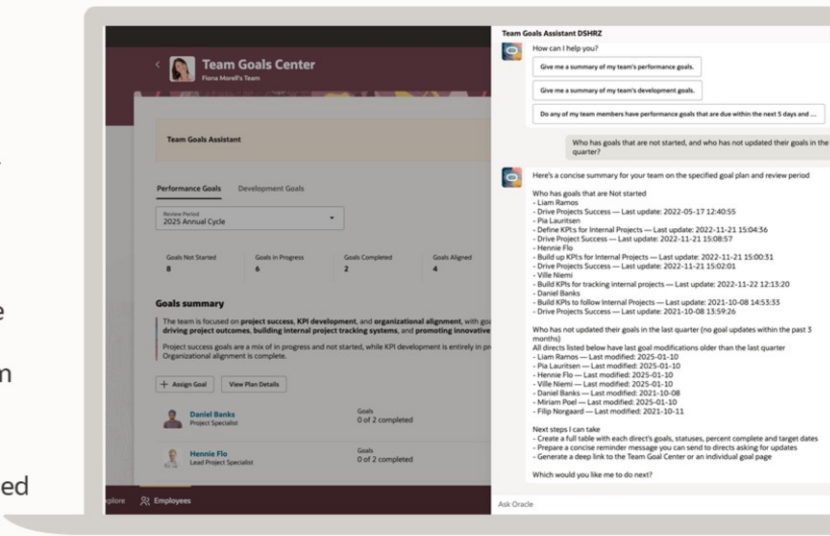 e
m
ed
Team Goals Center
Fiona Morell's Team
Team Goals Assistant
Performance Goals Development Goals
Review Period
2025 Annual Cycle
Goals Not Started Goals in Progress Goals Completed Goals Aligned
8 6 2 4
Goals summary
The team is focused on project success, KPI development, and organizational alignment, with goa
driving project outcomes, building internal project tracking systems, and promoting innovative
Project success goals are a mix of in progress and not started, while KPI development is entirely in pr
Organizational alignment is complete.
+ Assign Goal View Plan Details
Daniel Banks Goals
Project Specialist 0 of 2 completed
Hennie Flo Goals
Lead Project Specialist 0 of 2 completed
xplore Employees
Team Goals Assistant DSHRZ
How can I help you?
Give me a summary of my team's performance goals.
Give me a summary of my team's development goals.
Do any of my team members have performance goals that are due within the next 5 days and ...
Who has goals that are not started, and who has not updated their goals in the
quarter?
Here's a concise summary for your team on the specified goal plan and review period
Who has goals that are Not started
- Liam Ramos
- Drive Projects Success — Last update: 2022-05-17 12:40:55
- Pia Lauritsen
- Define KPI:s for Internal Projects — Last update: 2022-11-21 15:04:36
- Drive Project Success — Last update: 2022-11-21 15:08:57
- Hennie Flo
- Build up KPI:s for Internal Projects — Last update: 2022-11-21 15:00:31
- Drive Projects Success — Last update: 2022-11-21 15:02:01
- Ville Niemi
- Build KPIs for tracking internal projects — Last update: 2022-11-22 12:13:20
- Daniel Banks
- Build KPIs to follow Internal Projects — Last update: 2021-10-08 14:53:33
- Drive Projects Success — Last update: 2021-10-08 13:59:26
Who has not updated their goals in the last quarter (no goal updates within the past 3
months)
All directs listed below have last goal modifications older than the last quarter
- Liam Ramos — Last modified: 2025-01-10
- Pia Lauritsen — Last modified: 2025-01-10
- Hennie Flo — Last modified: 2025-01-10
- Ville Niemi — Last modified: 2025-01-10
- Daniel Banks — Last modified: 2021-10-08
- Miriam Poel — Last modified: 2025-01-10
- Filip Norgaard — Last modified: 2021-10-11
Next steps I can take
- Create a full table with each direct's goals, statuses, percent complete and target dates
- Prepare a concise reminder message you can send to directs asking for updates
- Generate a deep link to the Team Goal Center or an individual goal page
Which would you like me to do next?
Ask Oracle